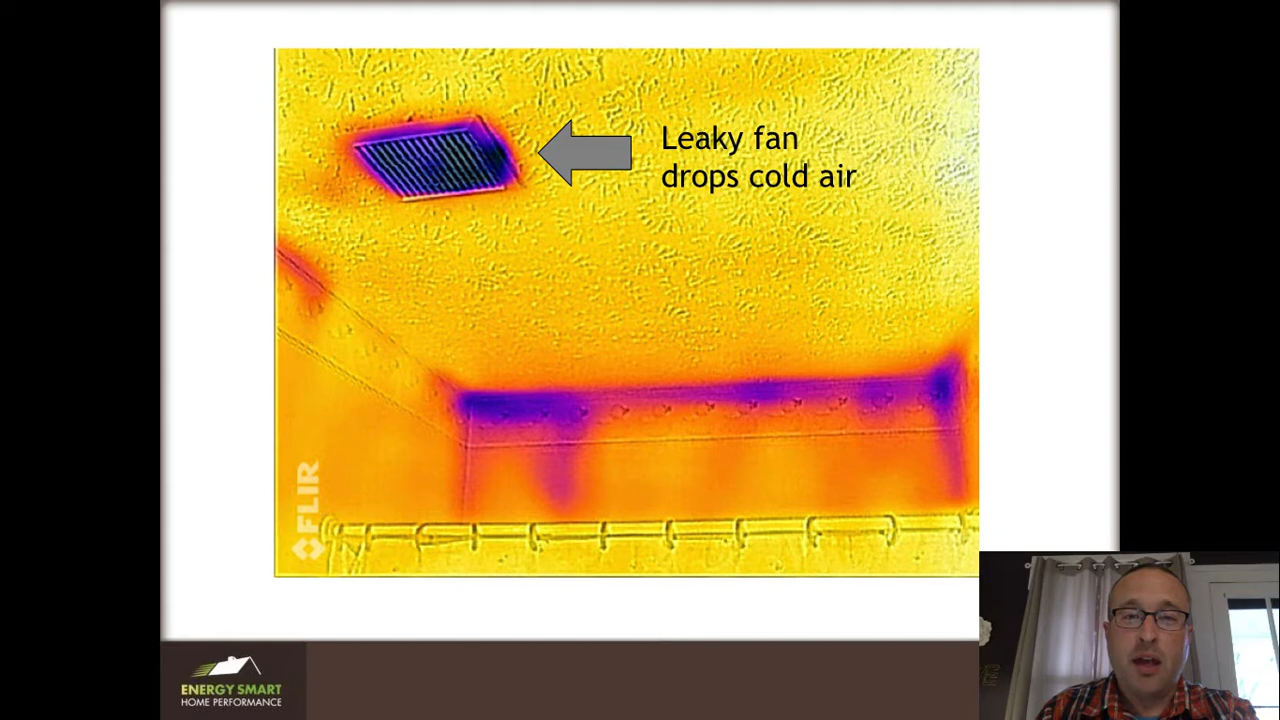 Leaky fan
drops cold air
FLIR
ENERGY SMART
HOME PERFORMANCE